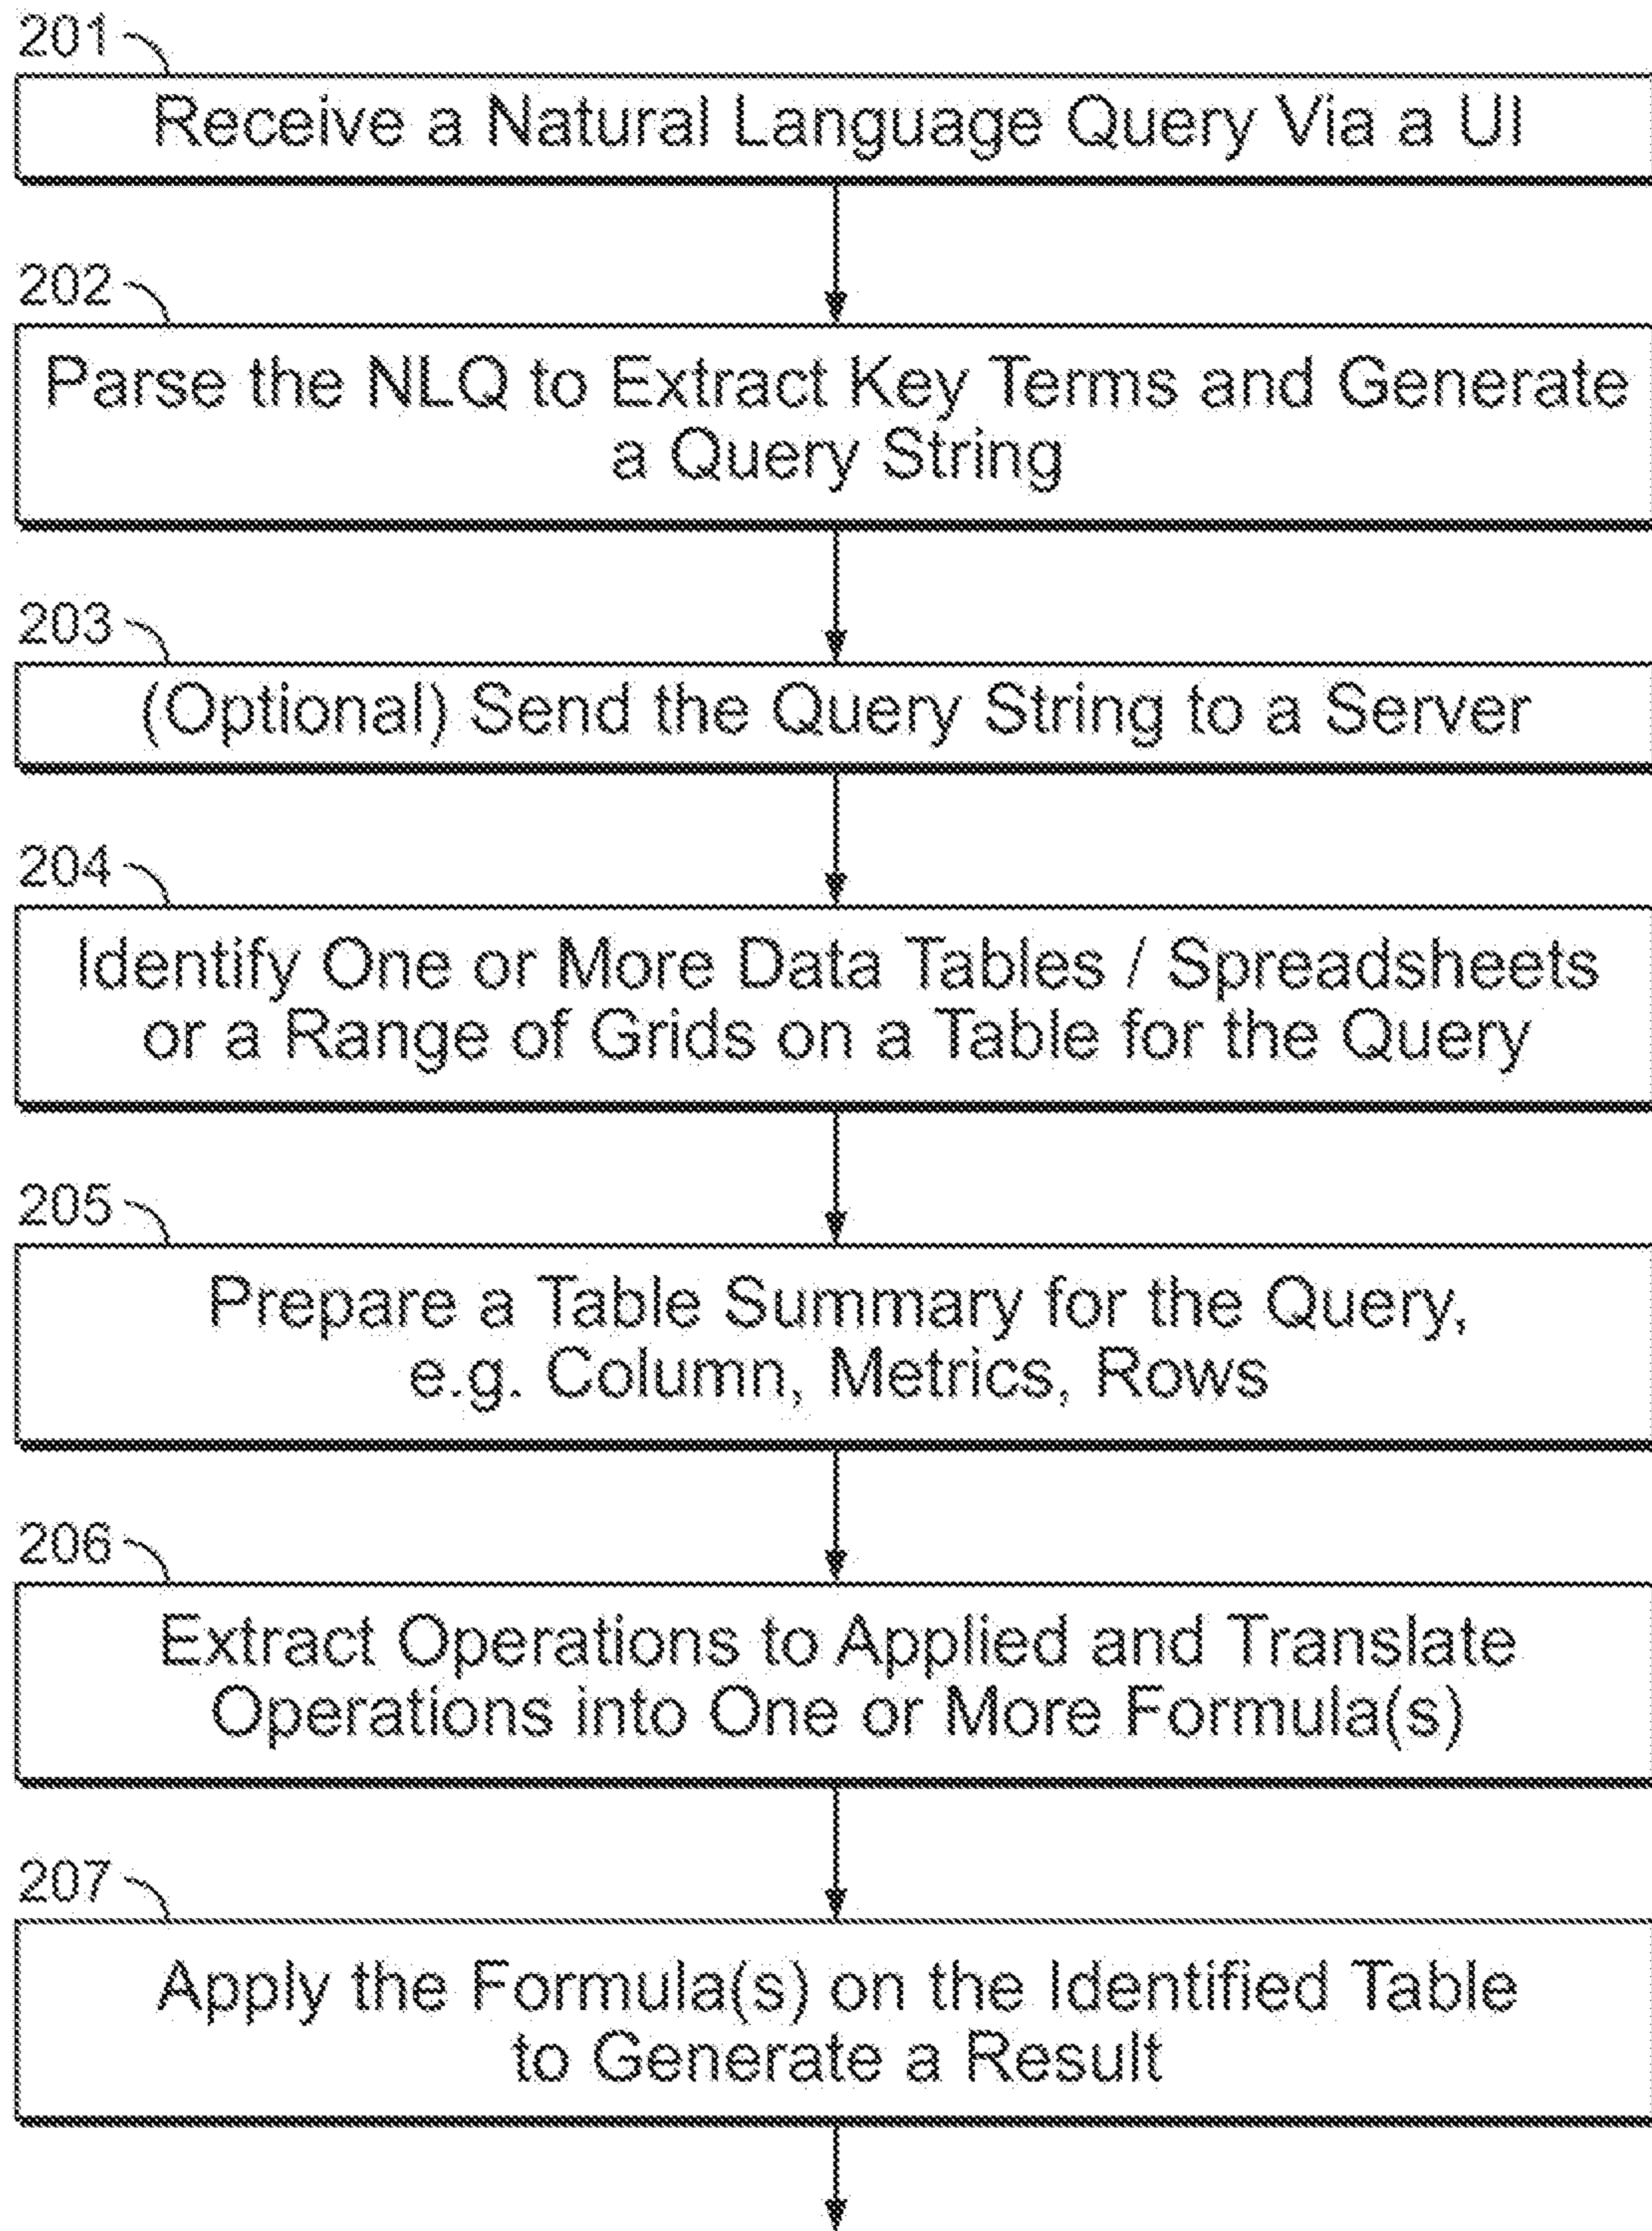 201
Receive a Natural Language Query Via a UI
202
Parse the NLQ to Extract Key Terms and Generate
a Query String
203
(Optional) Send the Query String to a Server
204
Identify One or More Data Tables / Spreadsheets
or a Range of Grids on a Table for the Query
205
Prepare a Table Summary for the Query,
e.g. Column, Metrics, Rows
206
Extract Operations to Applied and Translate
Operations into One or More Formula(s)
207
Apply the Formula(s) on the Identified Table
to Generate a Result